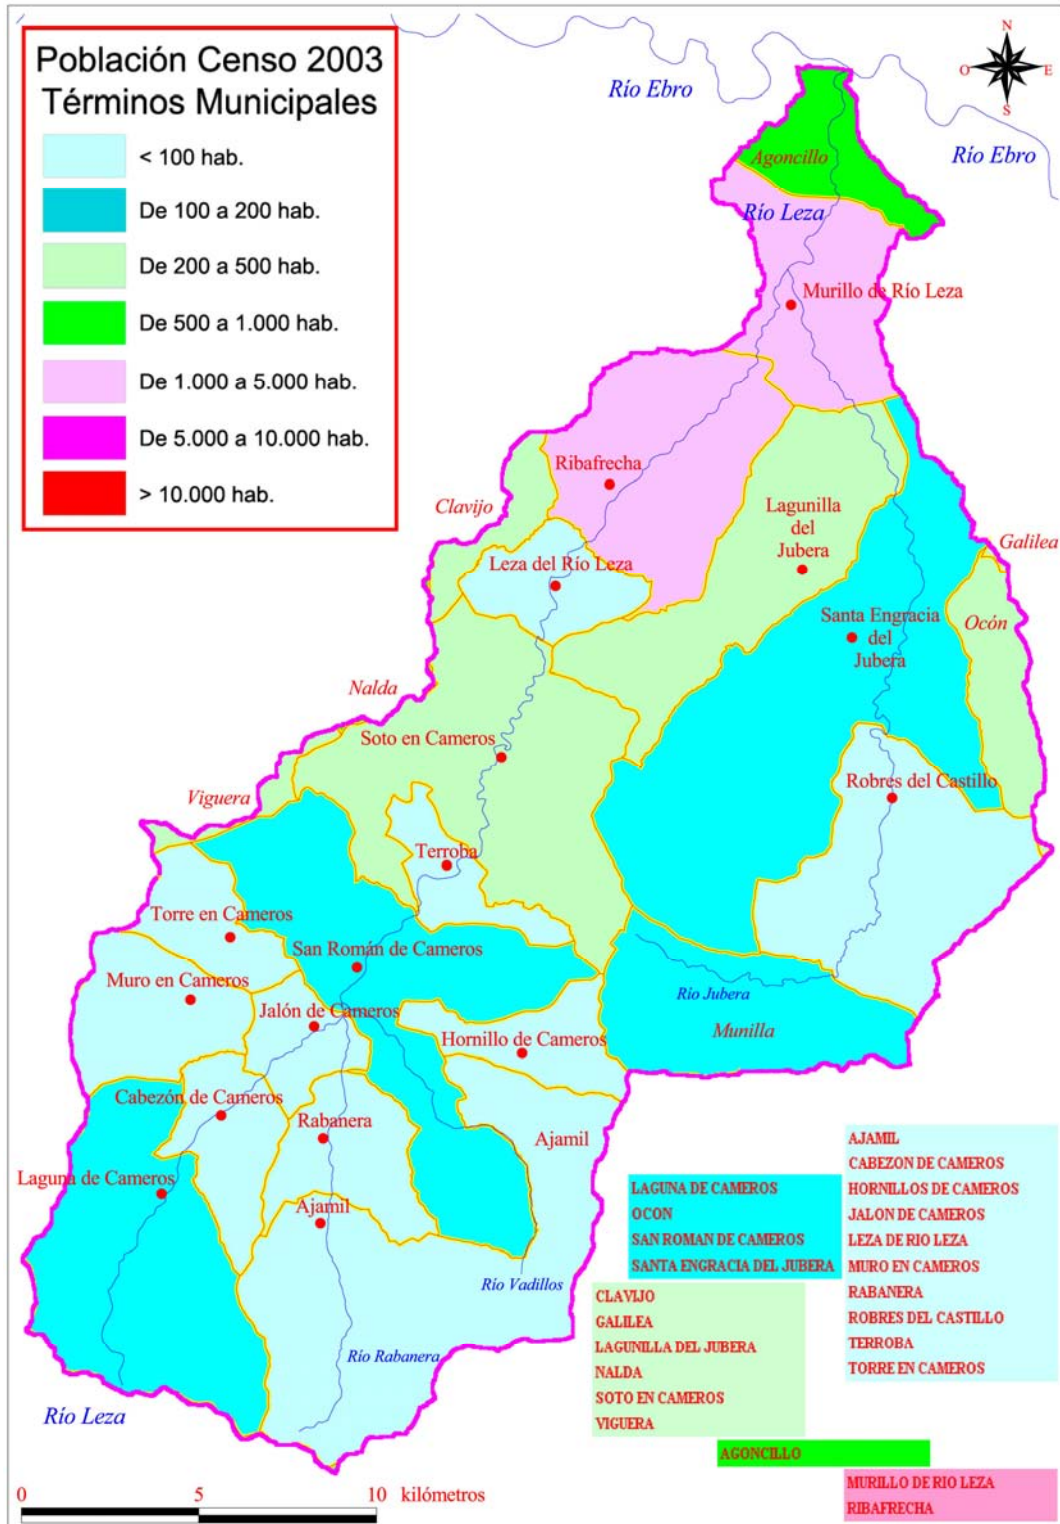 Población Censo 2003
Términos Municipales
< 100 hab.
De 100 a 200 hab.
De 200 a 500 hab.
De 500 a 1.000 hab.
De 1.000 a 5.000 hab.
De 5.000 a 10.000 hab.
> 10.000 hab.
N
O
E
S
Río Ebro
Río Ebro
Agoncillo
Río Leza
Murillo de Río Leza
Ribafrecha
Clavijo
Lagunilla
del
Jubera
Galilea
Leza del Río Leza
Santa Engracia
del
Jubera
Ocón
Nalda
Soto en Cameros
Robres del Castillo
Viguera
Terroba
Torre en Cameros
San Román de Cameros
Muro en Cameros
Río Jubera
Jalón de Cameros
Munilla
Hornillo de Cameros
Cabezón de Cameros
Rabanera
Ajamil
Laguna de Cameros
Ajamil
Río Vadillos
Río Rabanera
Río Leza
AJAMIL
CABEZON DE CAMEROS
HORNILLOS DE CAMEROS
JALON DE CAMEROS
LEZA DE RIO LEZA
MURO EN CAMEROS
RABANERA
ROBRES DEL CASTILLO
TERROBA
TORRE EN CAMEROS
LAGUNA DE CAMEROS
OCON
SAN ROMAN DE CAMEROS
SANTA ENGRACIA DEL JUBERA
CLAVIJO
GALILEA
LAGUNILLA DEL JUBERA
NALDA
SOTO EN CAMEROS
VIGUERA
AGONCILLO
MURILLO DE RIO LEZA
RIBAFRECHA
0
5
10 kilómetros